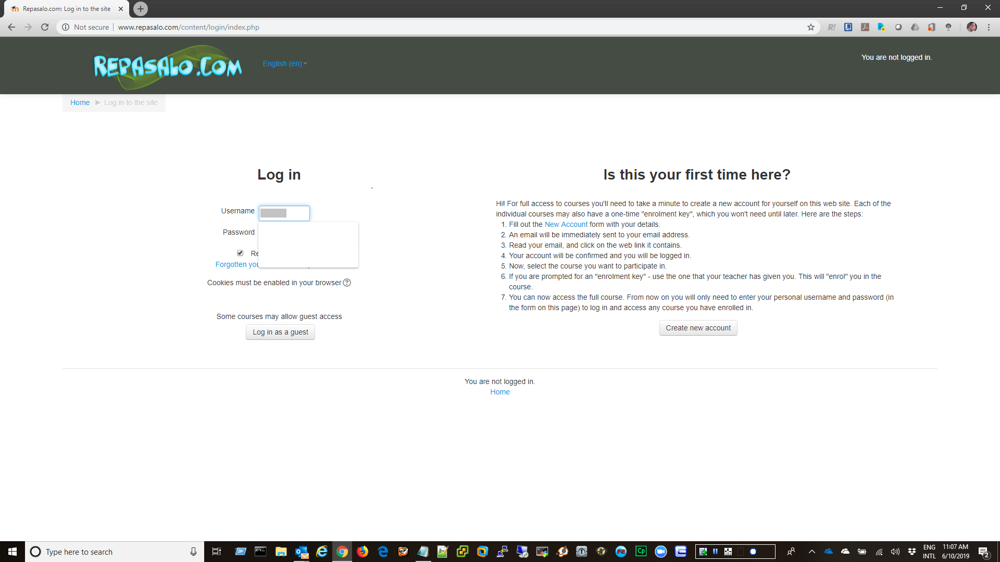 Repasalo.com: Log in to the site
Not secure
www.repasalo.com/content/login/index.php
REPASALO.COM
English (en)
You are not logged in.
Home ► Log in to the site
Log in
.
Username
Password
Re
Forgotten you
Cookies must be enabled in your browser
Some courses may allow guest access
Log in as a guest
Is this your first time here?
Hi! For full access to courses you'll need to take a minute to create a new account for yourself on this web site. Each of the
individual courses may also have a one-time "enrolment key", which you won't need until later. Here are the steps:
1. Fill out the New Account form with your details.
2. An email will be immediately sent to your email address.
3. Read your email, and click on the web link it contains.
4. Your account will be confirmed and you will be logged in.
5. Now, select the course you want to participate in.
6. If you are prompted for an "enrolment key" - use the one that your teacher has given you. This will "enrol" you in the
course.
7. You can now access the full course. From now on you will only need to enter your personal username and password (in
the form on this page) to log in and access any course you have enrolled in.
Create new account
You are not logged in.
Home
Type here to search
ENG
INTL
11:07 AM
6/10/2019
2